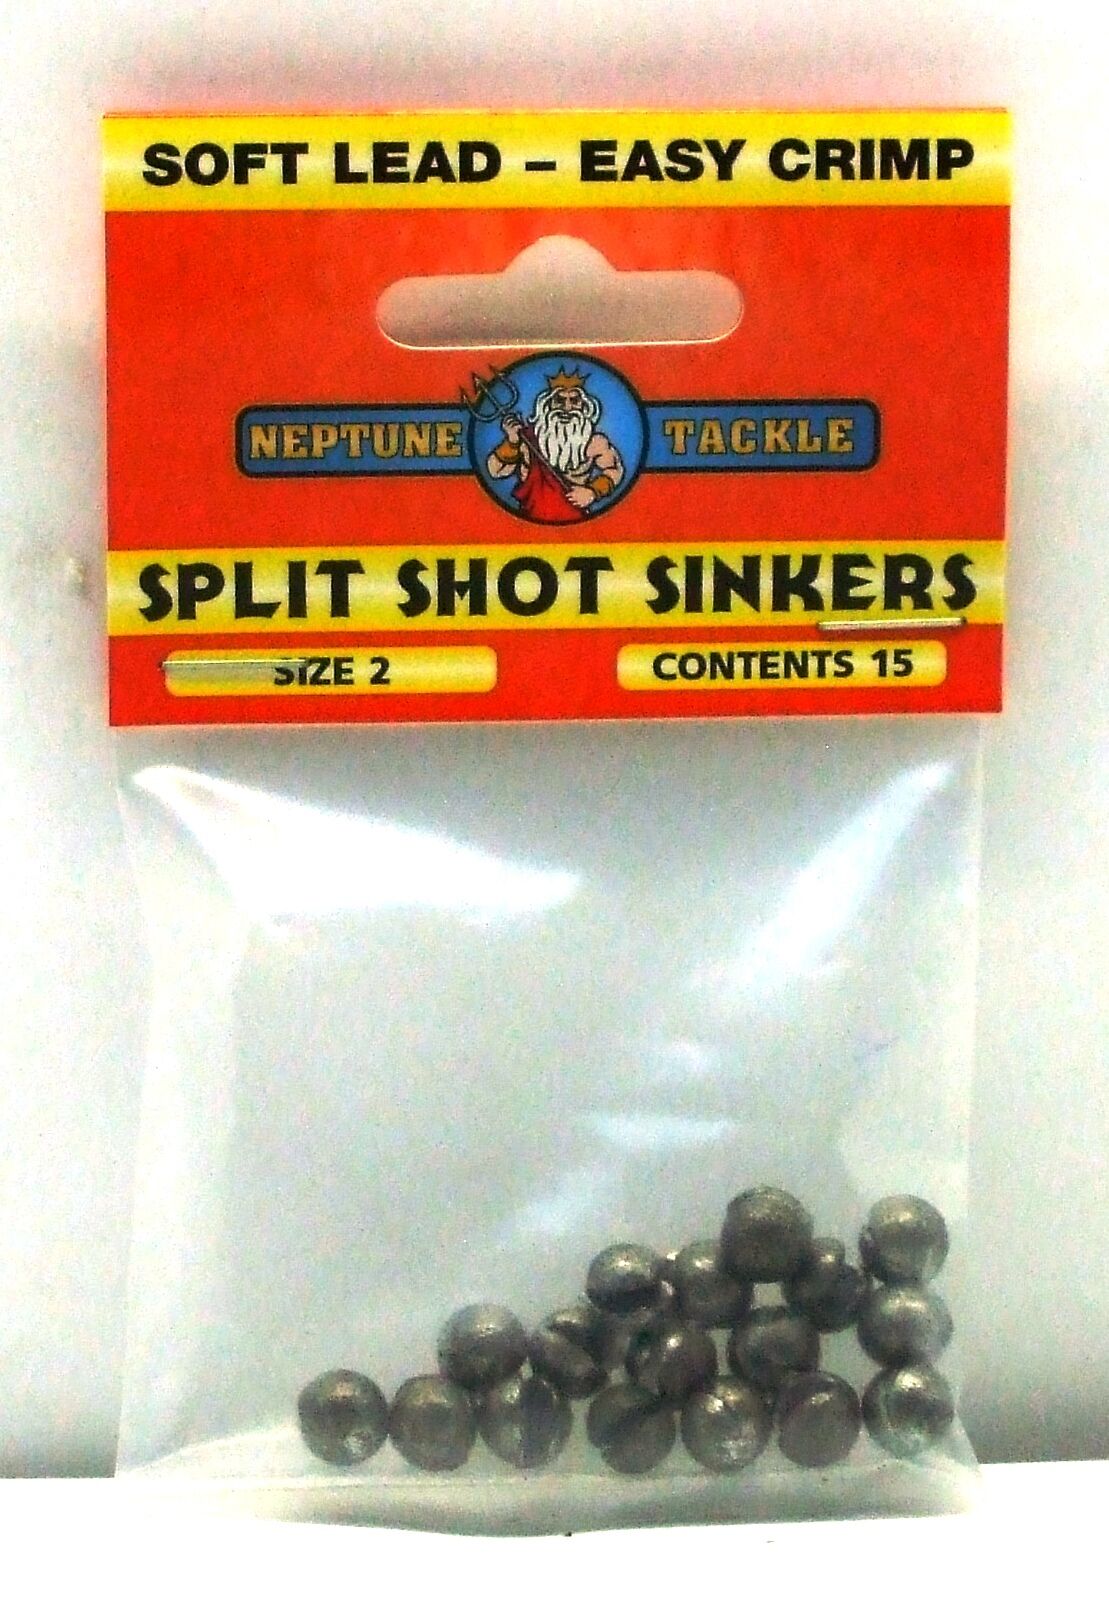 SOFT LEAD – EASY CRIMP
NEPTUNE TACKLE
SPLIT SHOT SINKERS
SIZE 2
CONTENTS 15